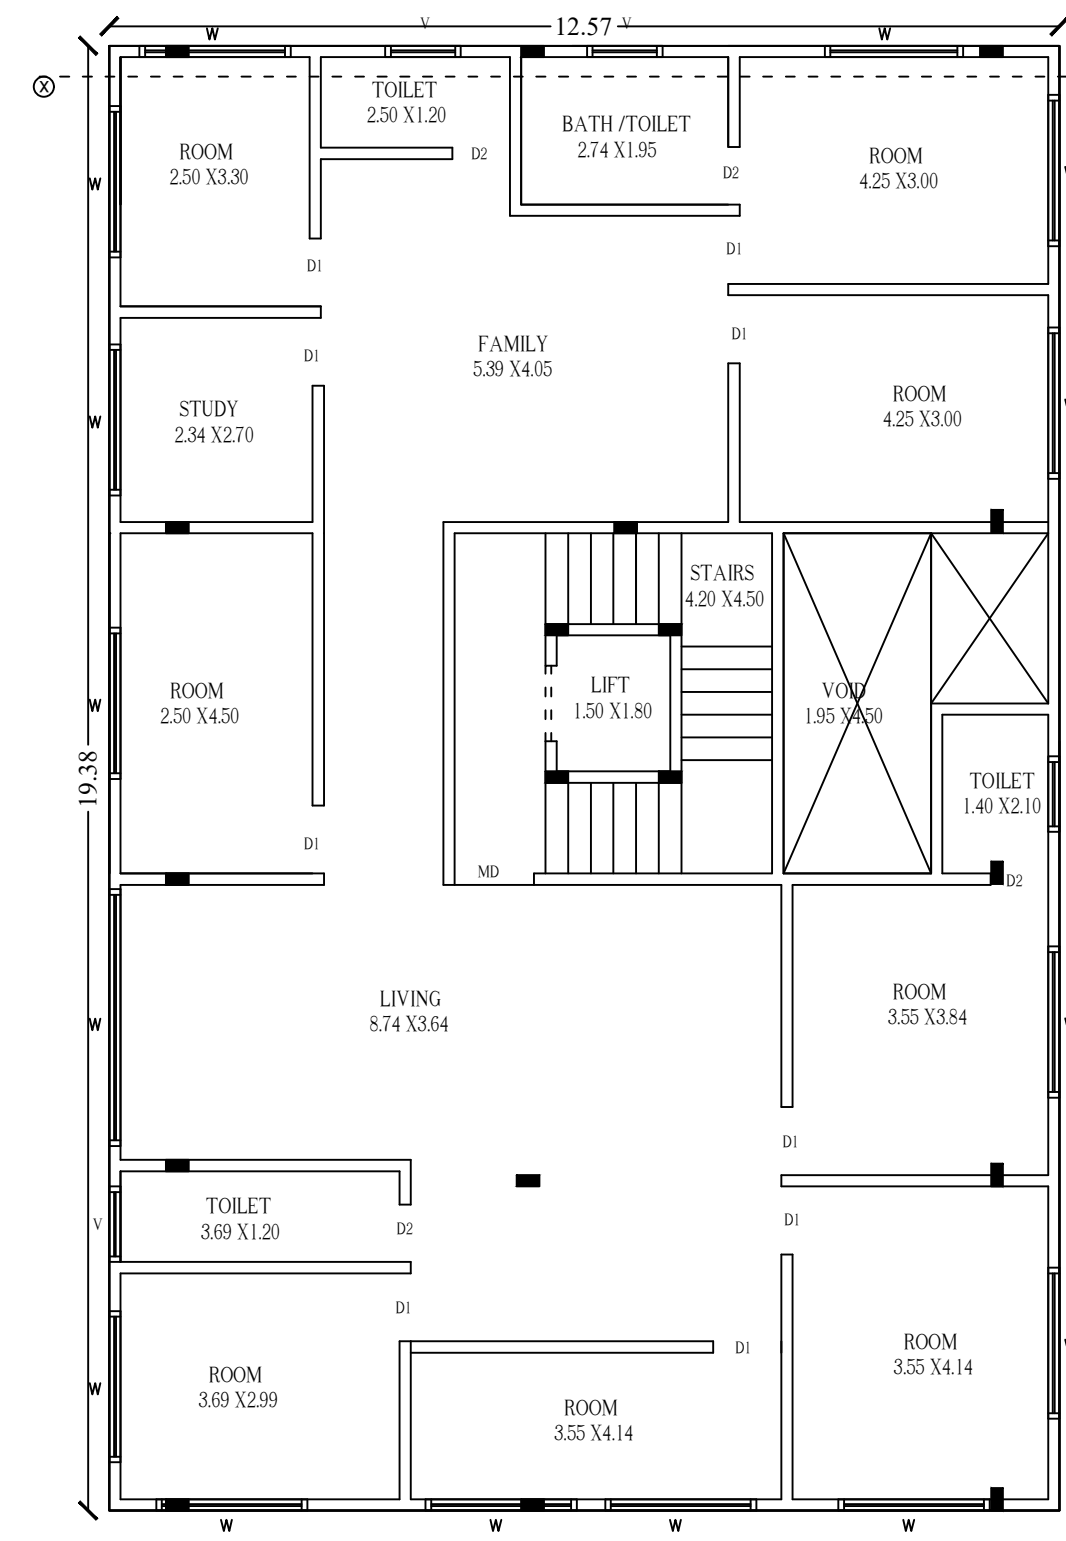 V
12.57
V
W
W
X
TOILET
2.50 X1.20
BATH /TOILET
2.74 X1.95
ROOM
2.50 X3.30
D2
ROOM
4.25 X3.00
D2
W
D1
D1
FAMILY
5.39 X4.05
D1
D1
STUDY
2.34 X2.70
W
ROOM
4.25 X3.00
STAIRS
4.20 X4.50
ROOM
2.50 X4.50
W
LIFT
1.50 X1.80
VOID
1.95 X4.50
19.38
TOILET
1.40 X2.10
D1
MD
D2
LIVING
8.74 X3.64
W
ROOM
3.55 X3.84
D1
TOILET
3.69 X1.20
V
D2
D1
D1
D1
ROOM
3.69 X2.99
W
ROOM
3.55 X4.14
ROOM
3.55 X4.14
W
W
W
W